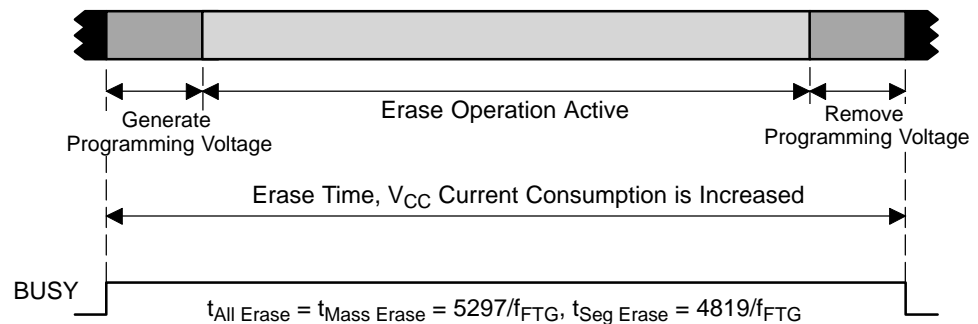 Generate
Programming Voltage
Erase Operation Active
Remove
Programming Voltage
Erase Time, VCC Current Consumption is Increased
BUSY
tAll Erase = tMass Erase = 5297/fFTG, tSeg Erase = 4819/fFTG